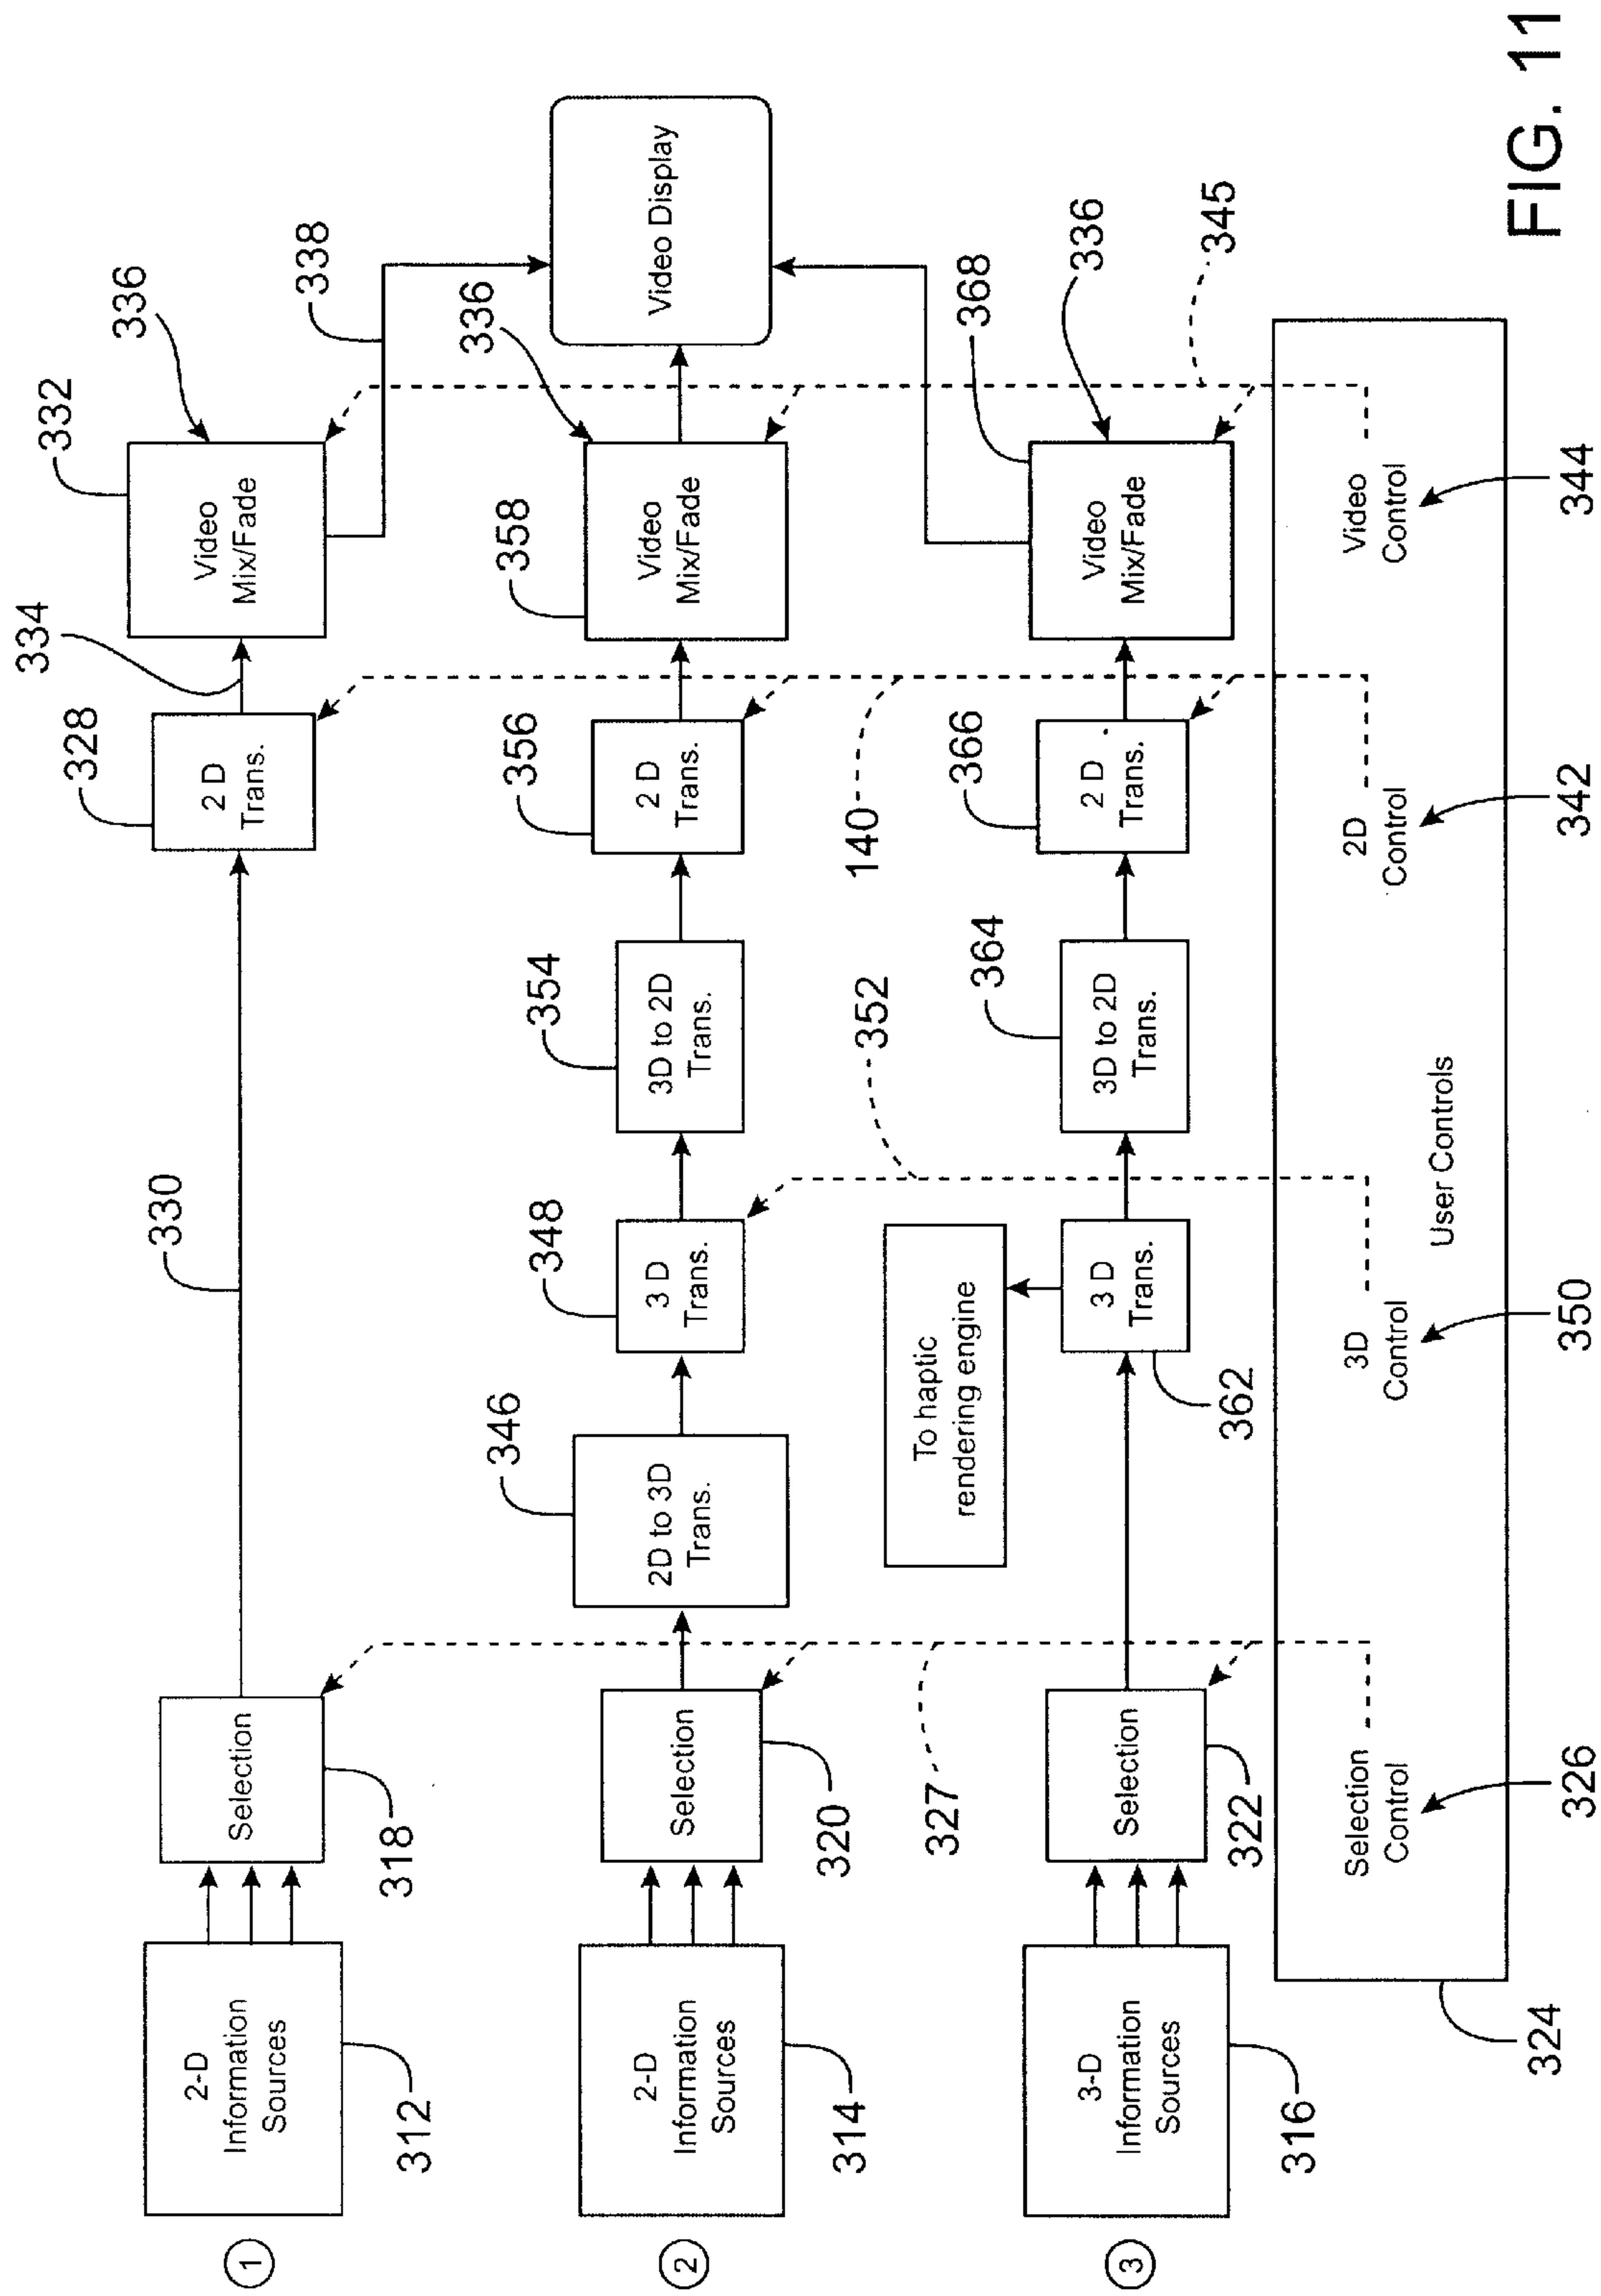 1
2-D
Information
Sources
312
Selection
318
330
2 D
Trans.
328
334
Video
Mix/Fade
332
336
338
2
2-D
Information
Sources
314
Selection
320
2D to 3D
Trans.
346
3 D
Trans.
348
3D to 2D
Trans.
354
2 D
Trans.
356
Video
Mix/Fade
358
336
Video Display
327
To haptic
rendering engine
352
140
3
3-D
Information
Sources
316
Selection
322
3 D
Trans.
362
3D to 2D
Trans.
364
2 D
Trans.
366
Video
Mix/Fade
368
336
345
Selection
Control
326
3D
Control
350
2D
Control
342
Video
Control
344
User Controls
324
FIG. 11